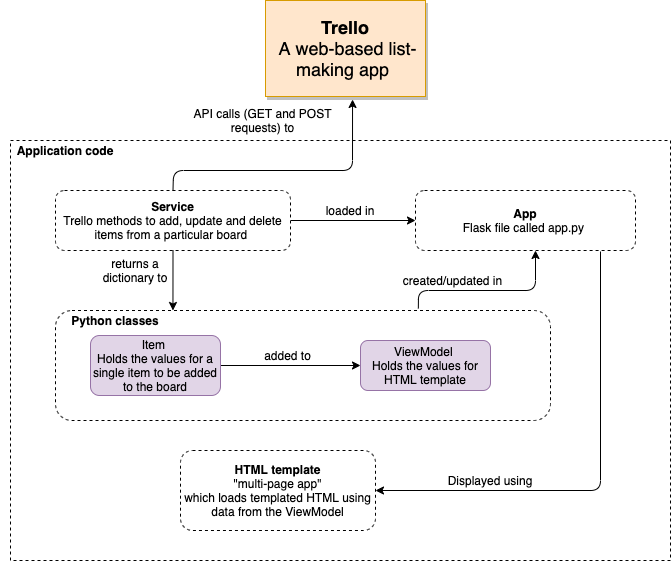 Trello
A web-based list-
making app
API calls (GET and POST
requests) to
Application code
Service
Trello methods to add, update and delete
items from a particular board
loaded in
App
Flask file called app.py
returns a
dictionary to
created/updated in
Python classes
Item
Holds the values for a
single item to be added
to the board
added to
ViewModel
Holds the values for
HTML template
HTML template
"multi-page app"
which loads templated HTML using
data from the ViewModel
Displayed using